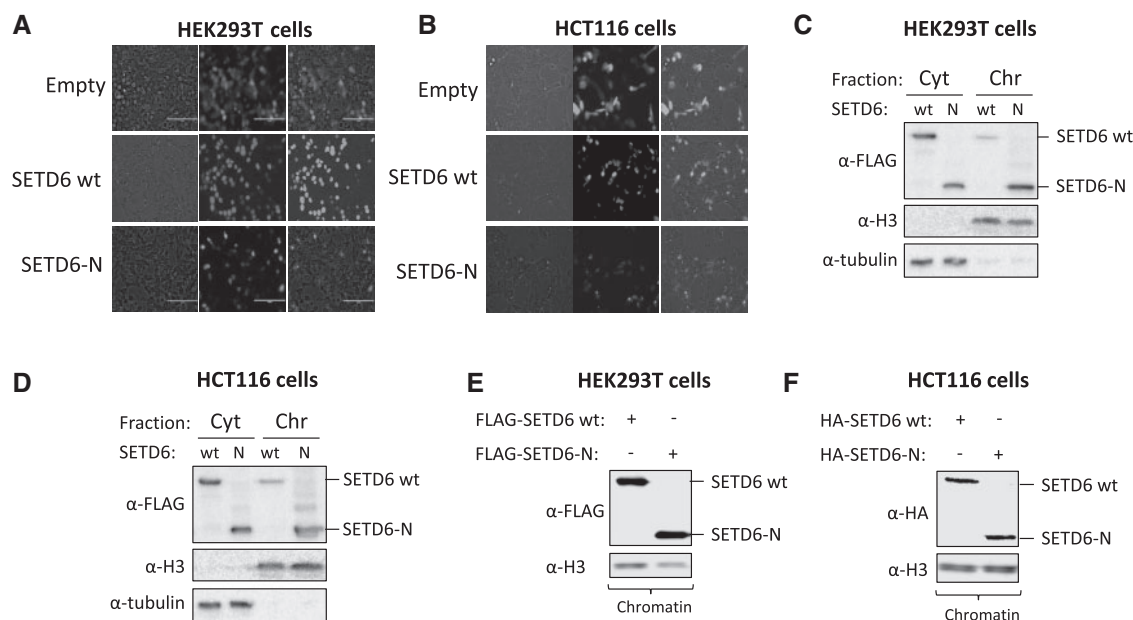 A
HEK293T cells
Empty
SETD6 wt
SETD6-N
B
HCT116 cells
Empty
SETD6 wt
SETD6-N
C
HEK293T cells
Fraction: Cyt Chr
SETD6: wt N wt N
α-FLAG
SETD6 wt
SETD6-N
α-H3
α-tubulin
D
HCT116 cells
Fraction: Cyt Chr
SETD6: wt N wt N
α-FLAG
SETD6 wt
SETD6-N
α-H3
α-tubulin
E
HEK293T cells
FLAG-SETD6 wt: + -
FLAG-SETD6-N: - +
α-FLAG
SETD6 wt
SETD6-N
α-H3
Chromatin
F
HCT116 cells
HA-SETD6 wt: + -
HA-SETD6-N: - +
α-HA
SETD6 wt
SETD6-N
α-H3
Chromatin